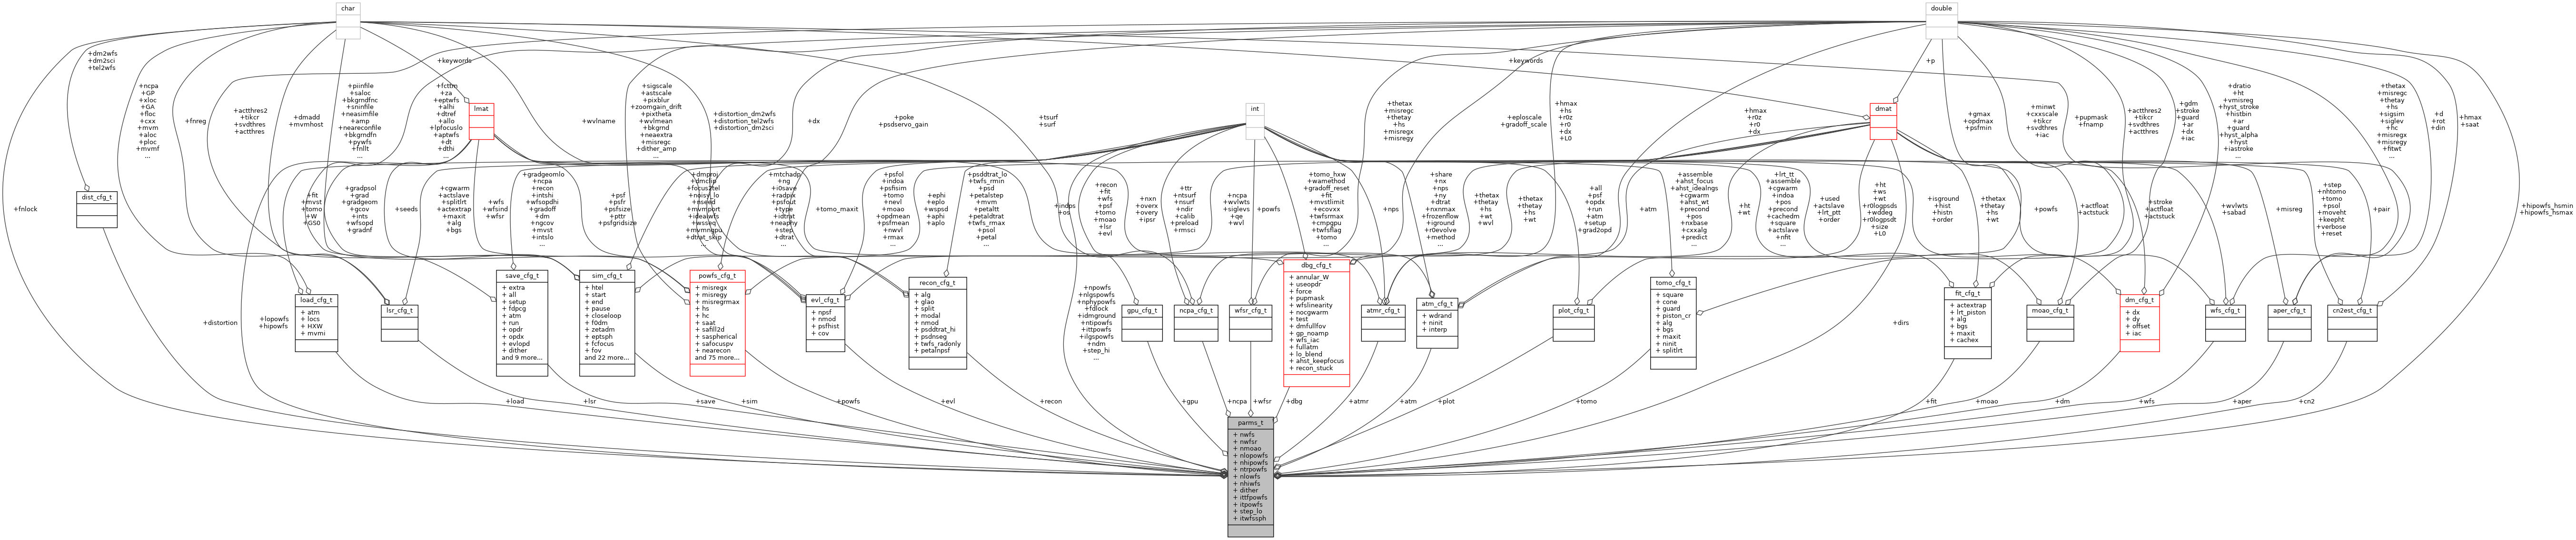 char
double
+dm2wfs
+dm2sci
+tel2wfs
+keywords
+keywords
+p
lmat
int
dmat
+ncpa
+GP
+xloc
+GA
+floc
+cxx
+mvm
+aloc
+ploc
+mvmf
...
+fnreg
+actthres2
+tikcr
+svdthres
+actthres
+dmadd
+mvmhost
+piinfile
+saloc
+bkgrndfnc
+sninfile
+neasimfile
+amp
+neareconfile
+bkgrndfn
+pywfs
+fnllt
...
+fcttm
+za
+eptwfs
+alhi
+dtref
+allo
+lpfocuslo
+aptwfs
+dt
+dthi
...
+wvlname
+sigscale
+astscale
+pixblur
+zoomgain_drift
+pixtheta
+wvlmean
+bkgrnd
+neaextra
+misreg
+dither_amp
...
+distortion_dm2wfs
+distortion_tel2wfs
+distortion_dm2sci
+dx
+poke
+psdservo_gain
+tsurf
+surf
+thetax
+misregc
+thetay
+hs
+misregx
+misregy
+eploscale
+gradoff_scale
+hmax
+hs
+r0z
+r0
+dx
+L0
+hmax
+r0z
+r0
+dx
+gmax
+opdmax
+psfmin
+minwt
+cxxscale
+tikcr
+svdthres
+iac
+pupmask
+fnamp
+actthres2
+tikcr
+svdthres
+actthres
+gdm
+stroke
+guard
+ar
+dx
+iac
+dratio
+ht
+vmisreg
+hyst_stroke
+histbin
+ar
+guard
+hyst_alpha
+hyst
+iastroke
...
+thetax
+misregc
+thetay
+hs
+sigsim
+siglev
+hc
+misregx
+misregy
+fitwt
...
+d
+rot
+din
+hmax
+saat
dist_cfg_t
+fnlock
+fit
+mvst
+tomo
+W
+GS0
+gradpsol
+grad
+gradgeom
+gcov
+ints
+wfsopd
+gradnf
+seeds
+cgwarm
+actslave
+splitlrt
+actextrap
+maxit
+alg
+bgs
+wfs
+wfsind
+wfsr
+gradgeomlo
+ncpa
+recon
+intshi
+wfsopdhi
+gradoff
+dm
+ngcov
+mvst
+intslo
...
+psf
+psfr
+psfsize
+pttr
+psfgridsize
+dmproj
+dmclip
+focus2tel
+noisy_lo
+nseed
+mvmport
+idealwfs
+wsseq
+mvmngpu
+dtrat_skip
...
+mtchadp
+ng
+i0save
+radpix
+psfout
+type
+idtrat
+neaphy
+step
+dtrat
...
+tomo_maxit
+psfol
+indoa
+psfisim
+tomo
+nevl
+moao
+opdmean
+psfmean
+nwvl
+rmax
...
+ephi
+eplo
+wspsd
+aphi
+aplo
+psddtrat_lo
+twfs_rmin
+psd
+petalstep
+mvm
+petaltt
+petaldtrat
+twfs_rmax
+psol
+petal
...
+indps
+os
+recon
+fit
+wfs
+psf
+tomo
+moao
+lsr
+evl
+nxn
+overx
+overy
+ipsr
+ttr
+ntsurf
+nsurf
+ndir
+calib
+preload
+rmsci
+ncpa
+wvlwts
+siglevs
+qe
+wvl
+powfs
+tomo_hxw
+wamethod
+gradoff_reset
+fit
+mvstlimit
+ecovxx
+twfsrmax
+cmpgpu
+twfsflag
+tomo
...
+nps
+share
+nx
+nps
+ny
+dtrat
+nxnmax
+frozenflow
+iground
+r0evolve
+method
...
+thetax
+thetay
+hs
+wt
+wvl
+thetax
+thetay
+hs
+wt
+all
+psf
+opdx
+run
+atm
+setup
+grad2opd
+atm
+assemble
+ahst_focus
+ahst_idealngs
+cgwarm
+ahst_wt
+precond
+pos
+nxbase
+cxxalg
+predict
...
+ht
+wt
+lrt_tt
+assemble
+cgwarm
+indoa
+pos
+precond
+cachedm
+square
+actslave
+nfit
...
+used
+actslave
+lrt_ptt
+order
+ht
+ws
+wt
+r0logpsds
+wddeg
+r0logpsdt
+size
+L0
+isground
+hist
+histn
+order
+thetax
+thetay
+hs
+wt
+powfs
+actfloat
+actstuck
+stroke
+actfloat
+actstuck
+wvlwts
+sabad
+misreg
+step
+nhtomo
+tomo
+psol
+moveht
+keepht
+verbose
+reset
+pair
+hipowfs_hsmin
+hipowfs_hsmax
+distortion
+lopowfs
+hipowfs
load_cfg_t
+ atm
+ locs
+ HXW
+ mvmi
lsr_cfg_t
save_cfg_t
+ extra
+ all
+ setup
+ fdpcg
+ atm
+ run
+ opdr
+ opdx
+ evlopd
+ dither
and 9 more...
sim_cfg_t
+ htel
+ start
+ end
+ pause
+ closeloop
+ f0dm
+ zetadm
+ eptsph
+ fcfocus
+ fov
and 22 more...
powfs_cfg_t
+ misregx
+ misregy
+ misregrmax
+ hs
+ hc
+ saat
+ safill2d
+ saspherical
+ safocuspv
+ nearecon
and 75 more...
evl_cfg_t
+ npsf
+ nmod
+ psfhist
+ cov
recon_cfg_t
+ alg
+ glao
+ split
+ modal
+ nmod
+ psddtrat_hi
+ psdnseg
+ twfs_radonly
+ petalnpsf
+npowfs
+nlgspowfs
+nphypowfs
+fdlock
+idmground
+ntipowfs
+ittpowfs
+ilgspowfs
+ndm
+step_hi
...
gpu_cfg_t
ncpa_cfg_t
wfsr_cfg_t
dbg_cfg_t
+ annular_W
+ useopdr
+ force
+ pupmask
+ wfslinearity
+ nocgwarm
+ test
+ dmfullfov
+ gp_noamp
+ wfs_iac
+ fullatm
+ lo_blend
+ ahst_keepfocus
+ recon_stuck
atmr_cfg_t
atm_cfg_t
+ wdrand
+ ninit
+ interp
plot_cfg_t
tomo_cfg_t
+ square
+ cone
+ guard
+ piston_cr
+ alg
+ bgs
+ maxit
+ ninit
+ splitlrt
+dirs
fit_cfg_t
+ actextrap
+ lrt_piston
+ alg
+ bgs
+ maxit
+ cachex
moao_cfg_t
dm_cfg_t
+ dx
+ dy
+ offset
+ iac
wfs_cfg_t
aper_cfg_t
cn2est_cfg_t
+load
+lsr
+save
+sim
+powfs
+evl
+recon
+gpu
+ncpa
+wfsr
+dbg
+atmr
+atm
+plot
+tomo
+fit
+moao
+dm
+wfs
+aper
+cn2
parms_t
+ nwfs
+ nwfsr
+ nmoao
+ nlopowfs
+ nhipowfs
+ ntrpowfs
+ nlowfs
+ nhiwfs
+ dither
+ ittfpowfs
+ itpowfs
+ step_lo
+ itwfssph